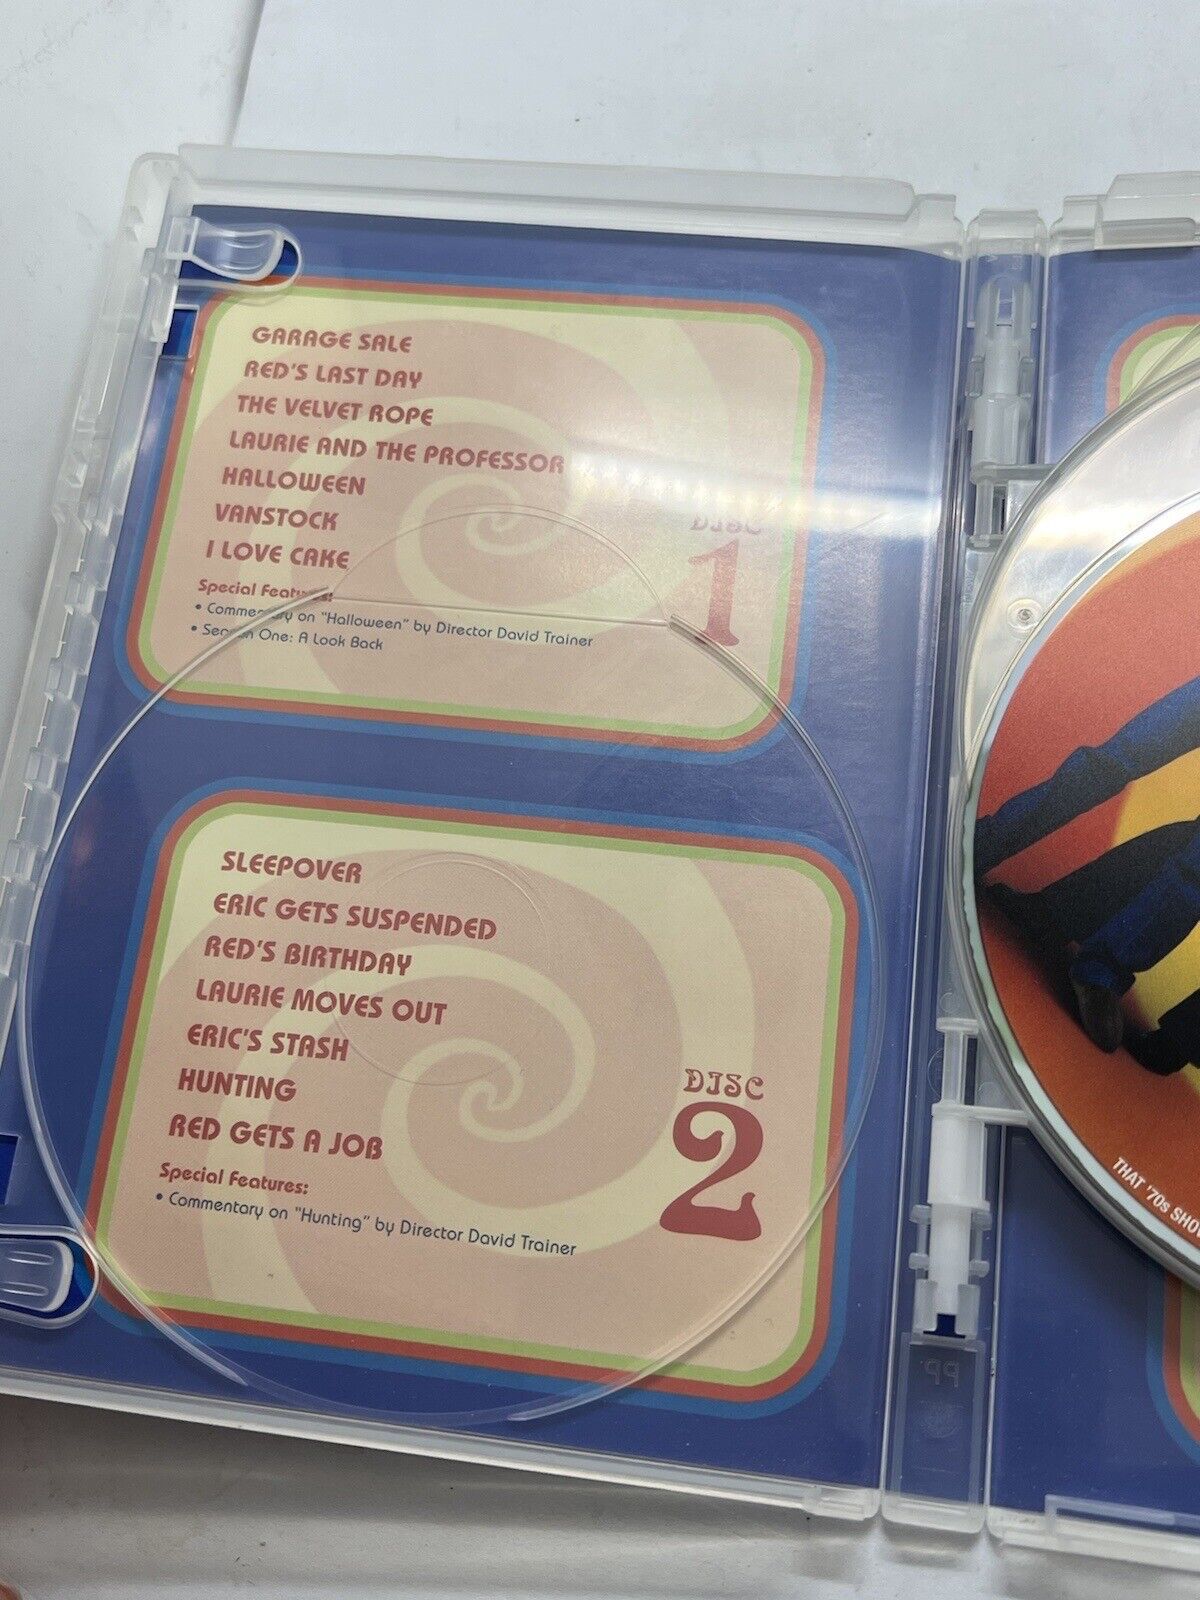 GARAGE SALE
RED'S LAST DAY
THE VELVET ROPE
LAURIE AND THE PROFESSOR
HALLOWEEN
VANSTOCK
I LOVE CAKE
Special Features:
• Commentary on "Halloween" by Director David Trainer
• Season One: A Look Back
DISC
1
SLEEPOVER
ERIC GETS SUSPENDED
RED'S BIRTHDAY
LAURIE MOVES OUT
ERIC'S STASH
HUNTING
RED GETS A JOB
Special Features:
• Commentary on "Hunting" by Director David Trainer
DISC
2
THAT '70s SHOW